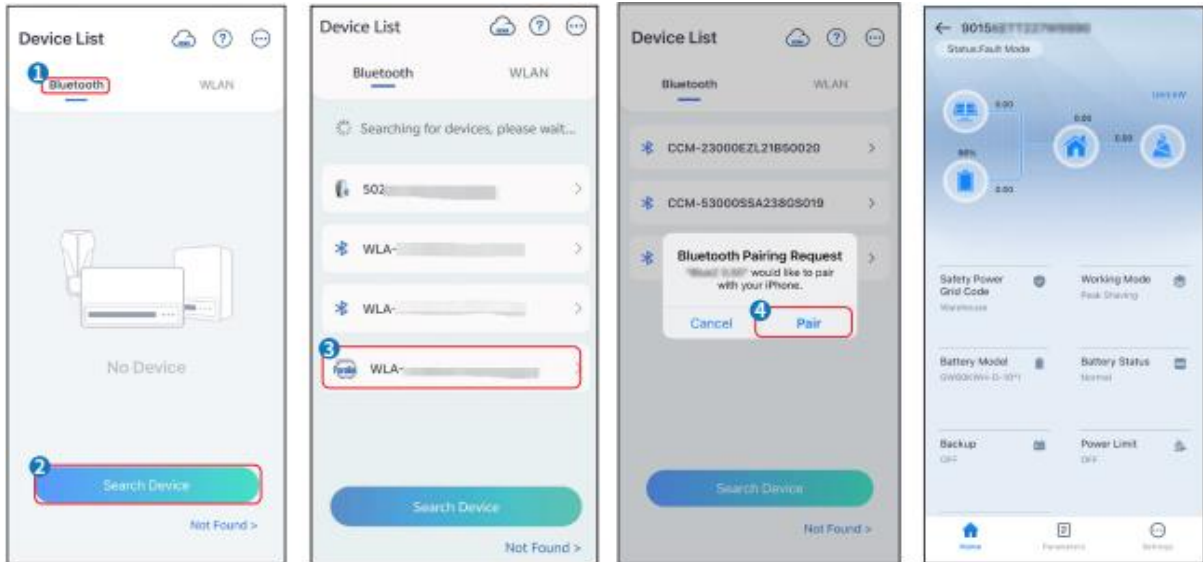 Device List
1
Bluetooth
WLAN
No Device
2
Search Device
Not Found >
Device List
Bluetooth
WLAN
Searching for devices, please wait...
502
WLA-
WLA-
3
WLA-
Search Device
Not Found >
Device List
Bluetooth
WLAN
CCM-23000EZL21B50020
CCM-53000SSA238GS019
Bluetooth Pairing Request
would like to pair
with your iPhone.
4
Cancel
Pair
Search Device
Not Found >
Status:Fault Mode
0.00
0.00
0.00
0.00
Safety Power
Grid Code
Warehouse
Working Mode
Peak Shaving
Battery Model
Battery Status
Normal
Backup
OFF
Power Limit
OFF
Home
Parameters
Settings